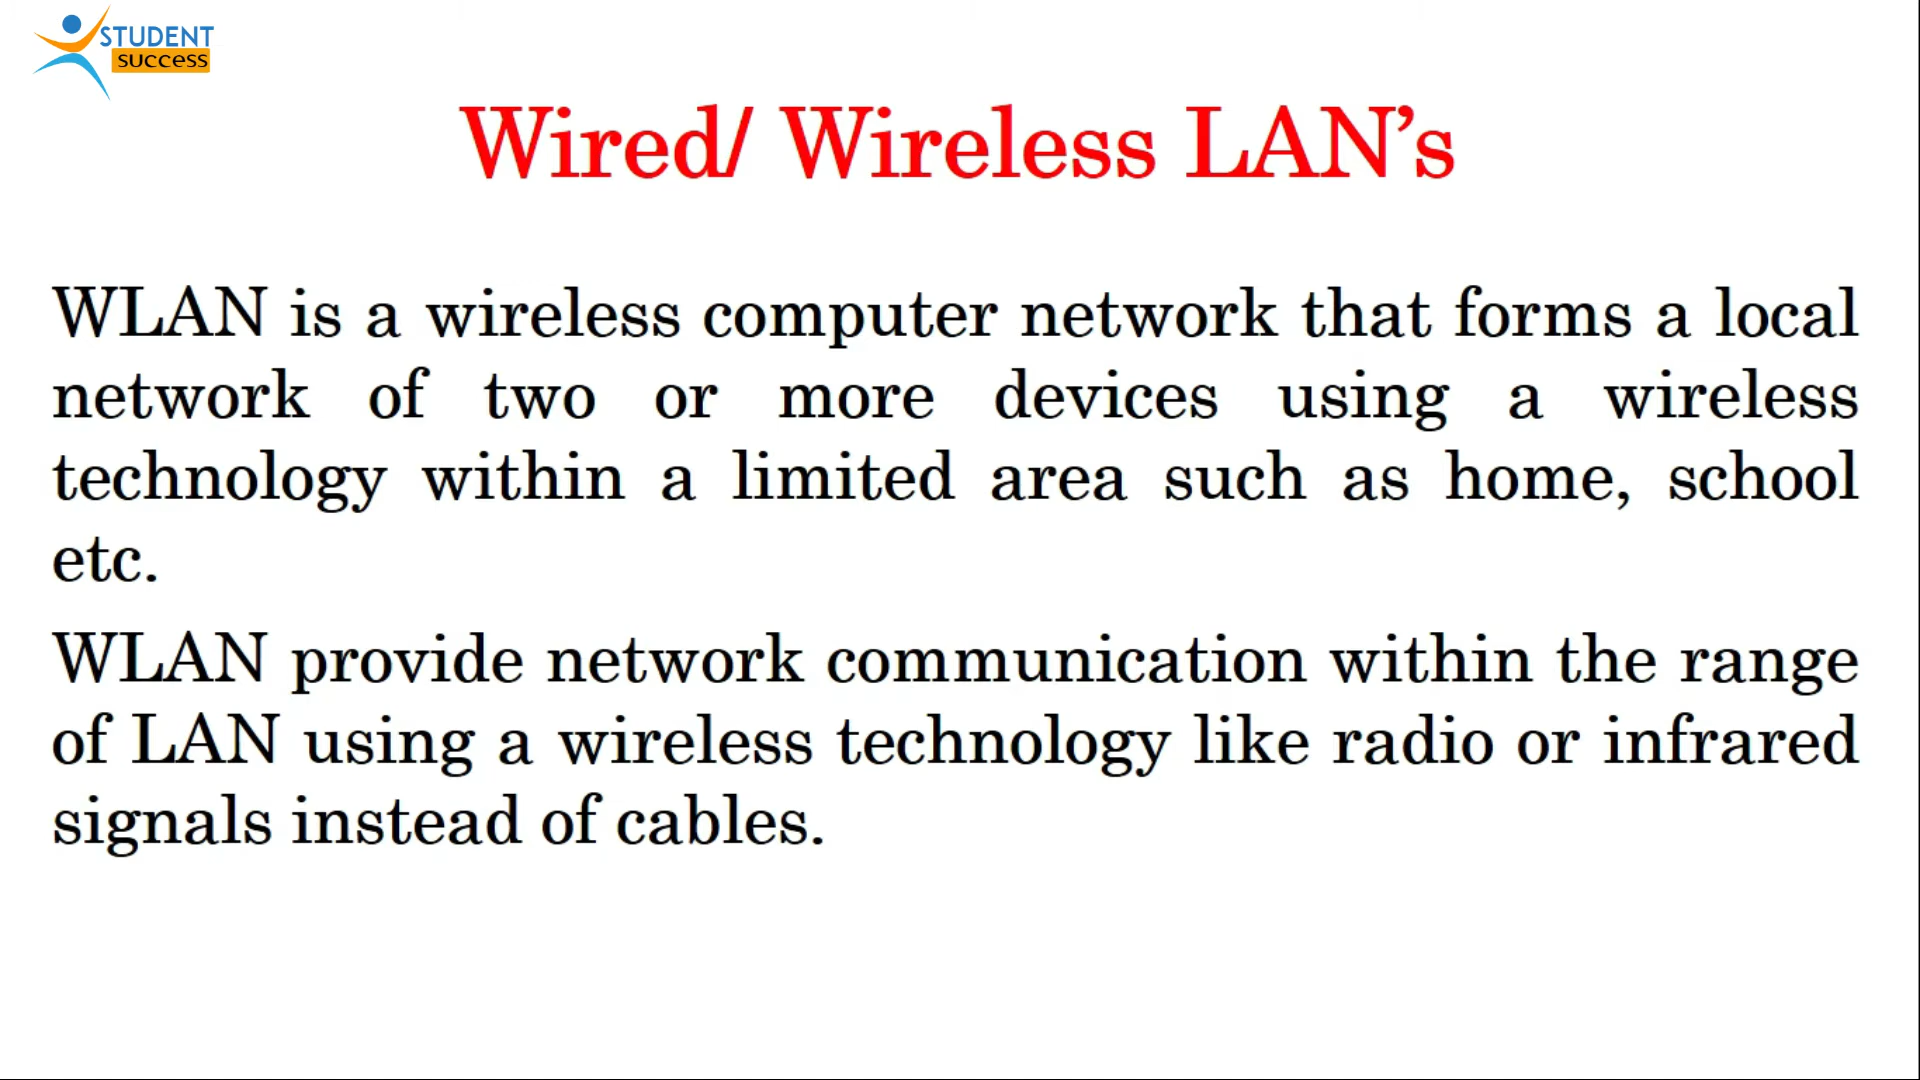 STUDENT
success
Wired/ Wireless LAN’s
WLAN is a wireless computer network that forms a local
network of two or more devices using a wireless
technology within a limited area such as home, school
etc.
WLAN provide network communication within the range
of LAN using a wireless technology like radio or infrared
signals instead of cables.